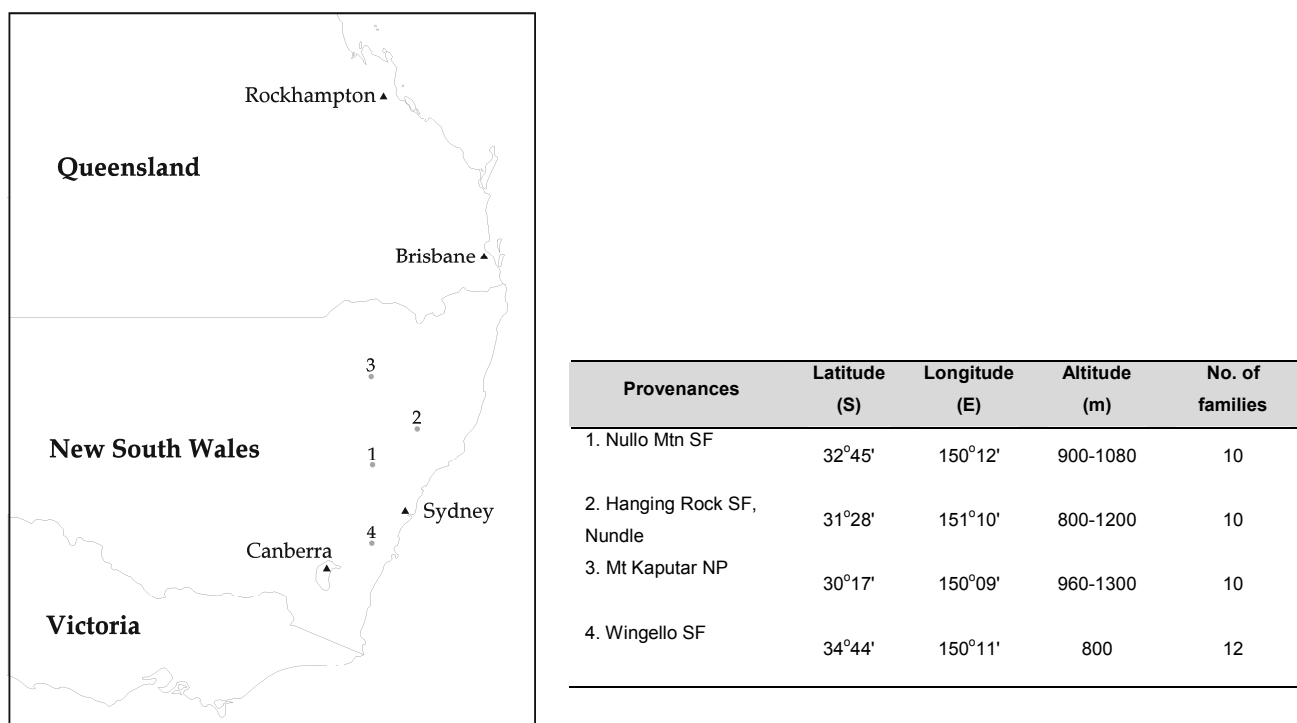 Rockhampton
Queensland
Brisbane
3
2
New South Wales
1
Sydney
4
Canberra
Victoria
Provenances Latitude (S) Longitude (E) Altitude (m) No. of families
1. Nullo Mtn SF 32°45' 150°12' 900-1080 10
2. Hanging Rock SF,
Nundle 31°28' 151°10' 800-1200 10
3. Mt Kaputar NP 30°17' 150°09' 960-1300 10
4. Wingello SF 34°44' 150°11' 800 12